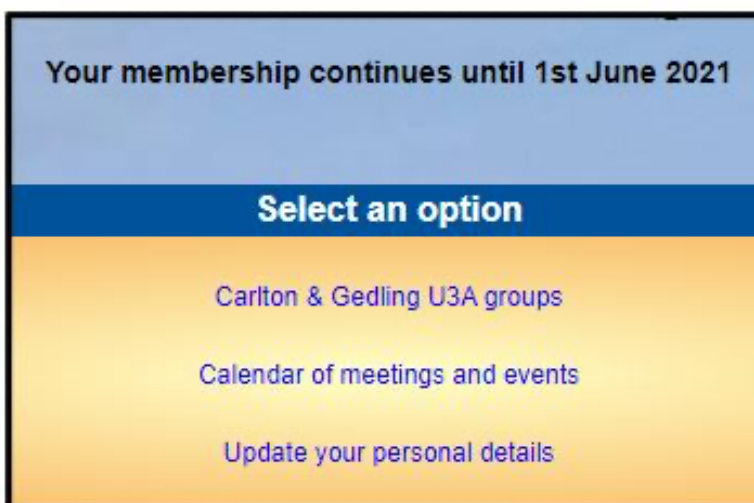 Your membership continues until 1st June 2021
Select an option
Carlton & Gedling U3A groups
Calendar of meetings and events
Update your personal details